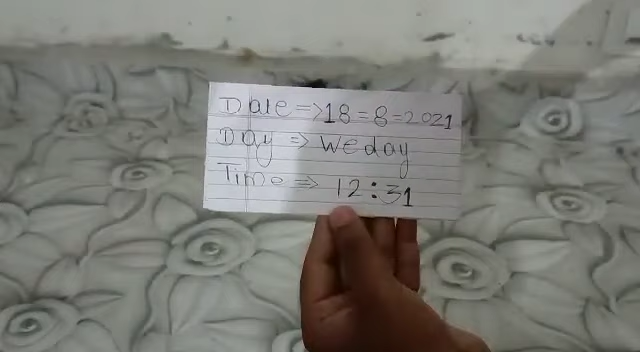 Date => 18=8=2021
Day => Weday
Time => 12:31